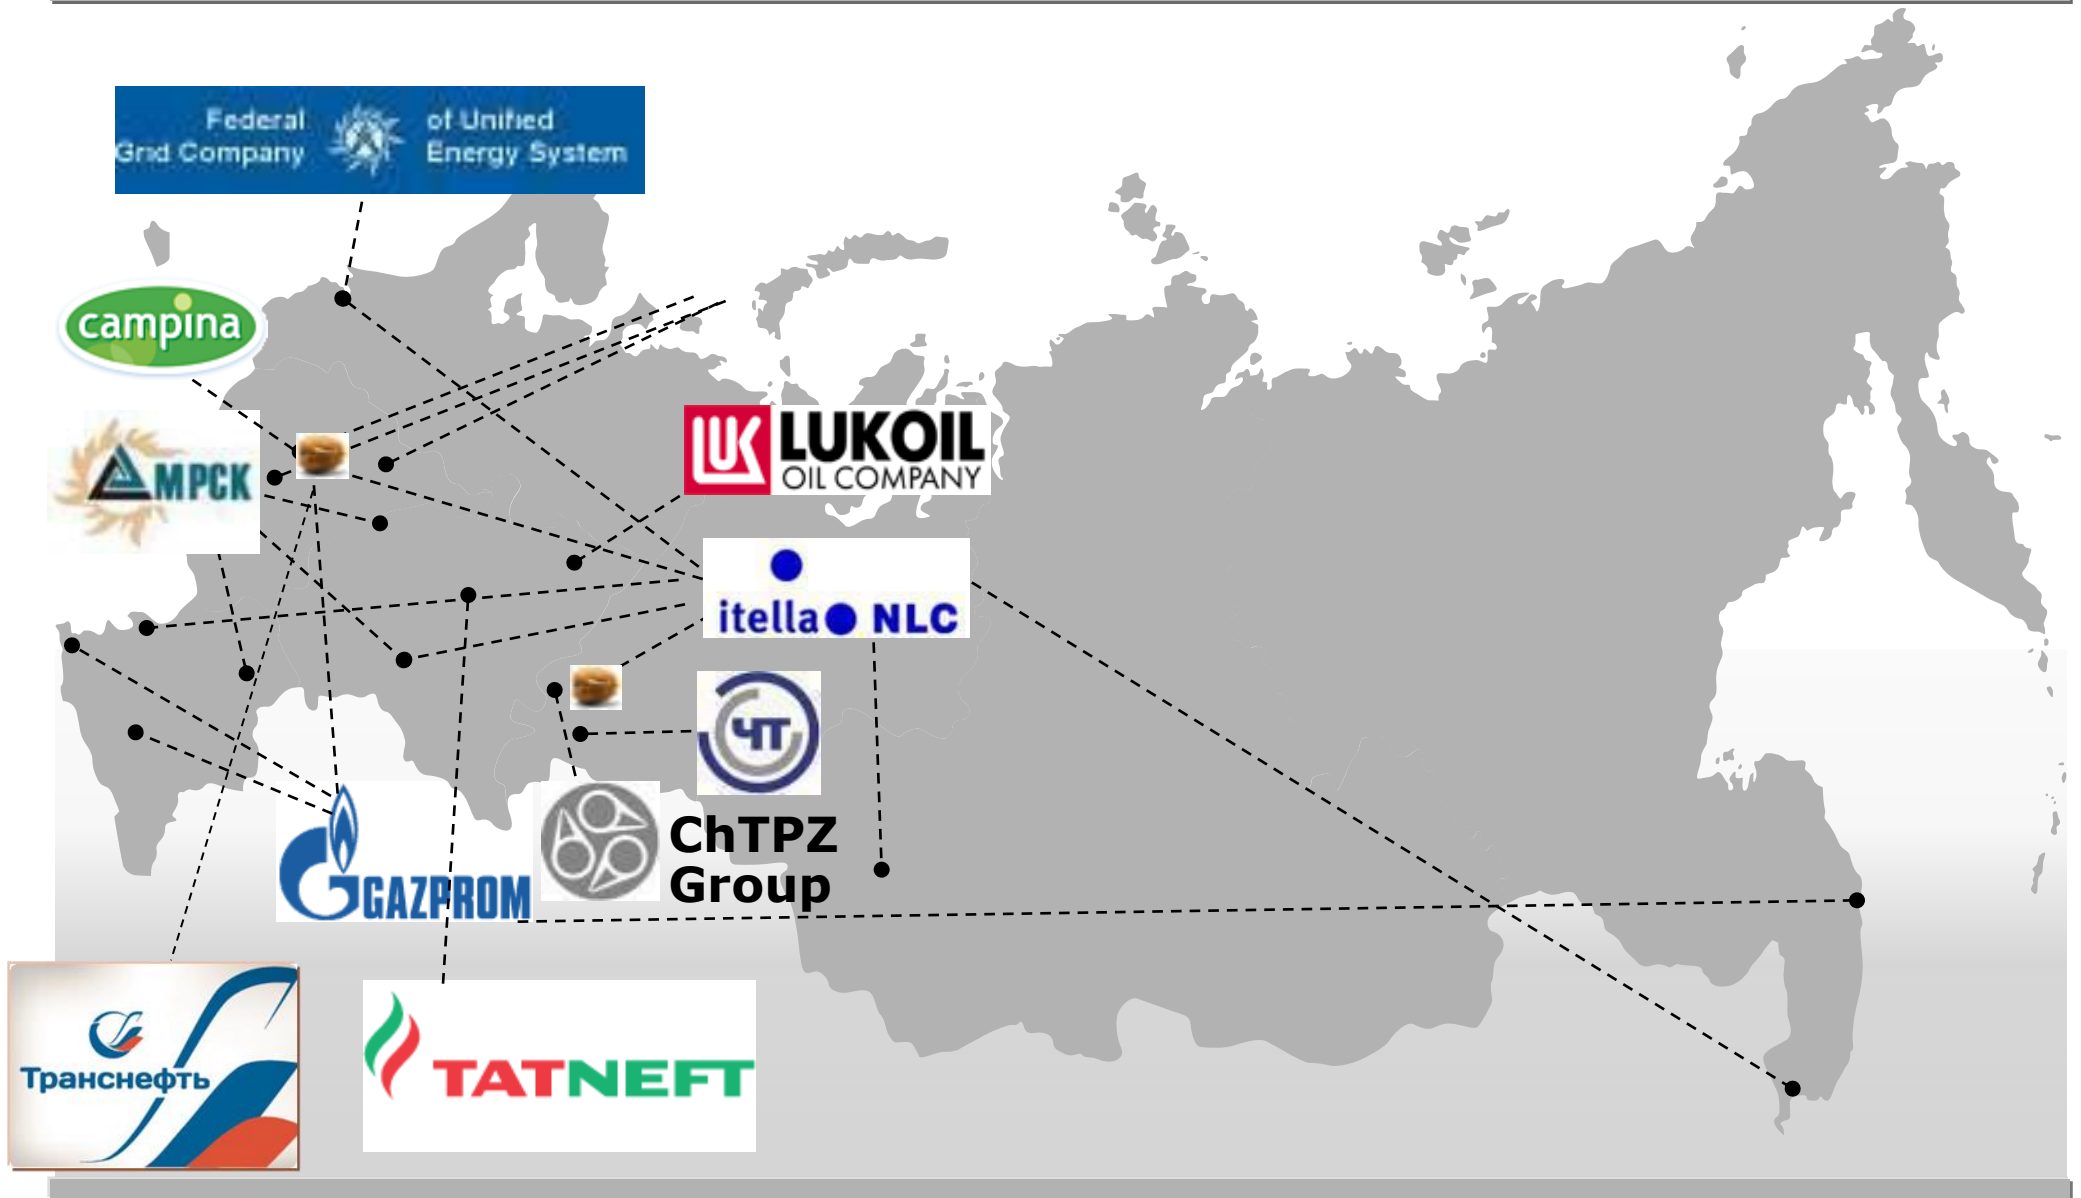 Federal
Grid Company
of Unified
Energy System
campina
МРСК
LUK
LUKOIL
OIL COMPANY
itella NLC
ЧТ
ChTPZ
Group
GAZPROM
Транснефть
TATNEFT